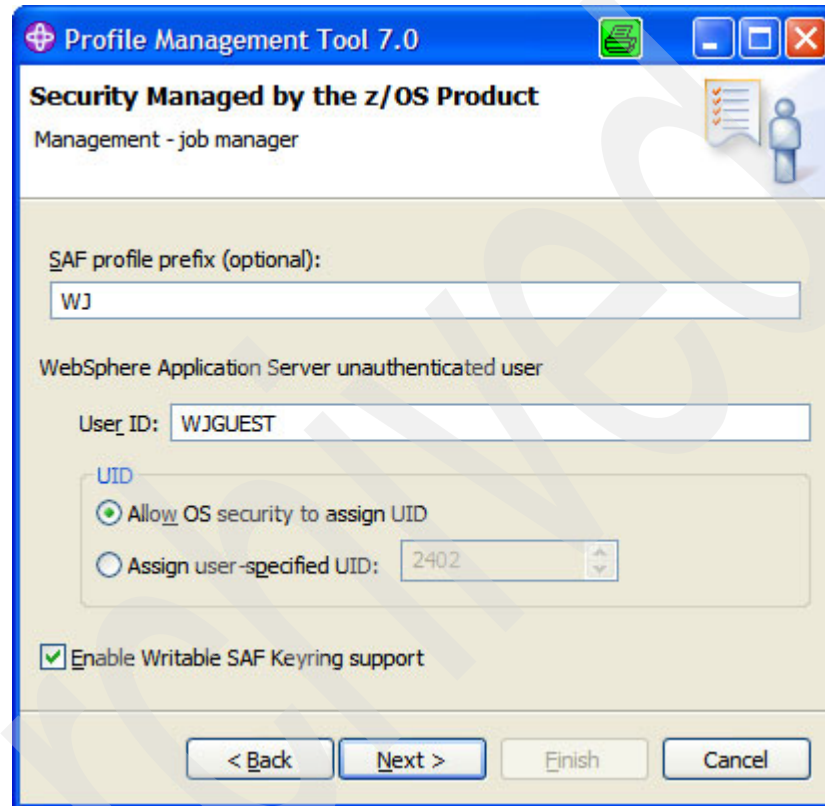 Profile Management Tool 7.0
Security Managed by the z/OS Product
Management - job manager
SAF profile prefix (optional):
WJ
WebSphere Application Server unauthenticated user
User ID: WJGUEST
UID
Allow OS security to assign UID
Assign user-specified UID: 2402
Enable Writable SAF Keyring support
< Back Next > Finish Cancel